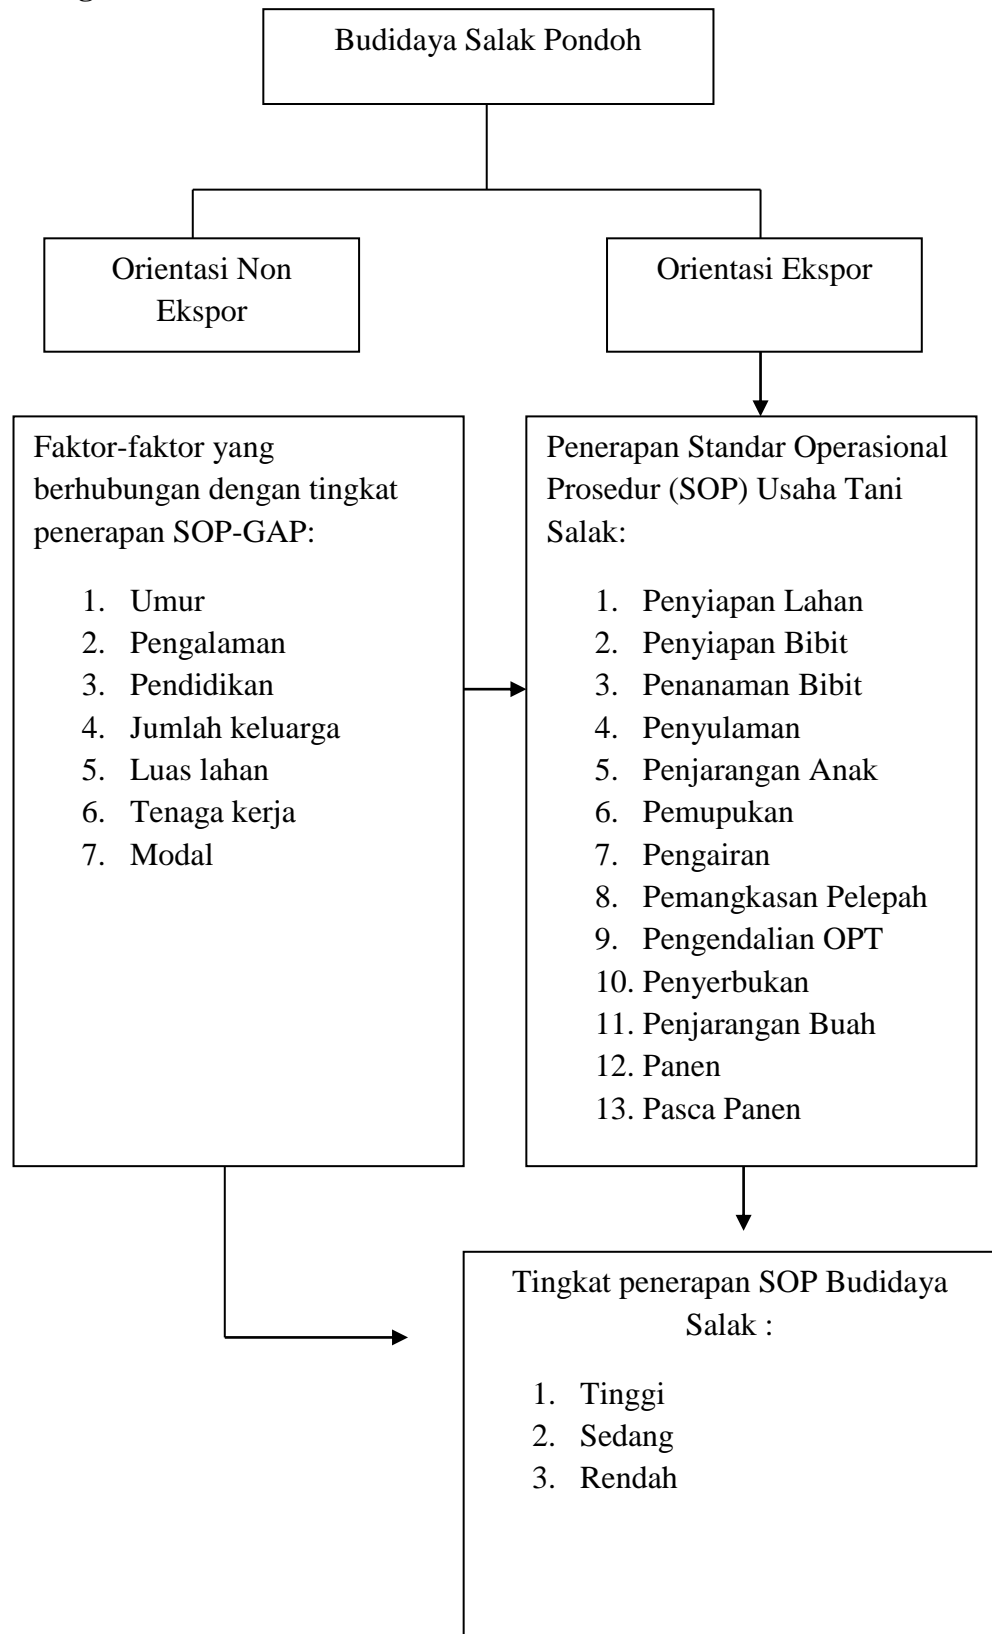 Budidaya Salak Pondoh
Orientasi Non
Ekspor
Orientasi Ekspor
Faktor-faktor yang
berhubungan dengan tingkat
penerapan SOP-GAP:
1. Umur
2. Pengalaman
3. Pendidikan
4. Jumlah keluarga
5. Luas lahan
6. Tenaga kerja
7. Modal
Penerapan Standar Operasional
Prosedur (SOP) Usaha Tani
Salak:
1. Penyiapan Lahan
2. Penyiapan Bibit
3. Penanaman Bibit
4. Penyulaman
5. Penjarangan Anak
6. Pemupukan
7. Pengairan
8. Pemangkasan Pelepah
9. Pengendalian OPT
10. Penyerbukan
11. Penjarangan Buah
12. Panen
13. Pasca Panen
Tingkat penerapan SOP Budidaya
Salak :
1. Tinggi
2. Sedang
3. Rendah